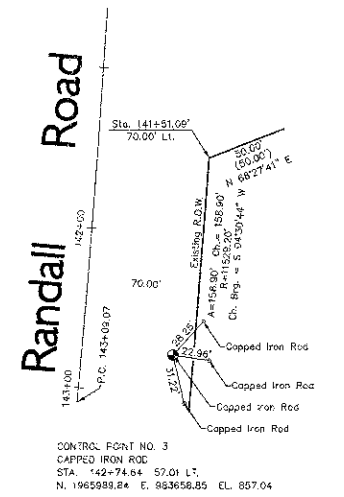 Randall Road
Sta. 141+51.09'
70.00' Lt.
50.00'
(50.00')
N 68°27'41" E
142+00
Existing R.O.W.
A=158.90' Ch.= 158.90'
R=11529.20'
Ch. Brg. = S 04°30'44" W
70.00'
P.C. 143+09.07
143+00
28.25'
22.96'
31.22'
Capped Iron Rod
Capped Iron Rod
Capped Iron Rod
Capped Iron Rod
CONTROL POINT NO. 3
CAPPED IRON ROD
STA. 142+74.64 57.01 LT.
N. 1965989.84 E. 983658.85 EL. 857.04